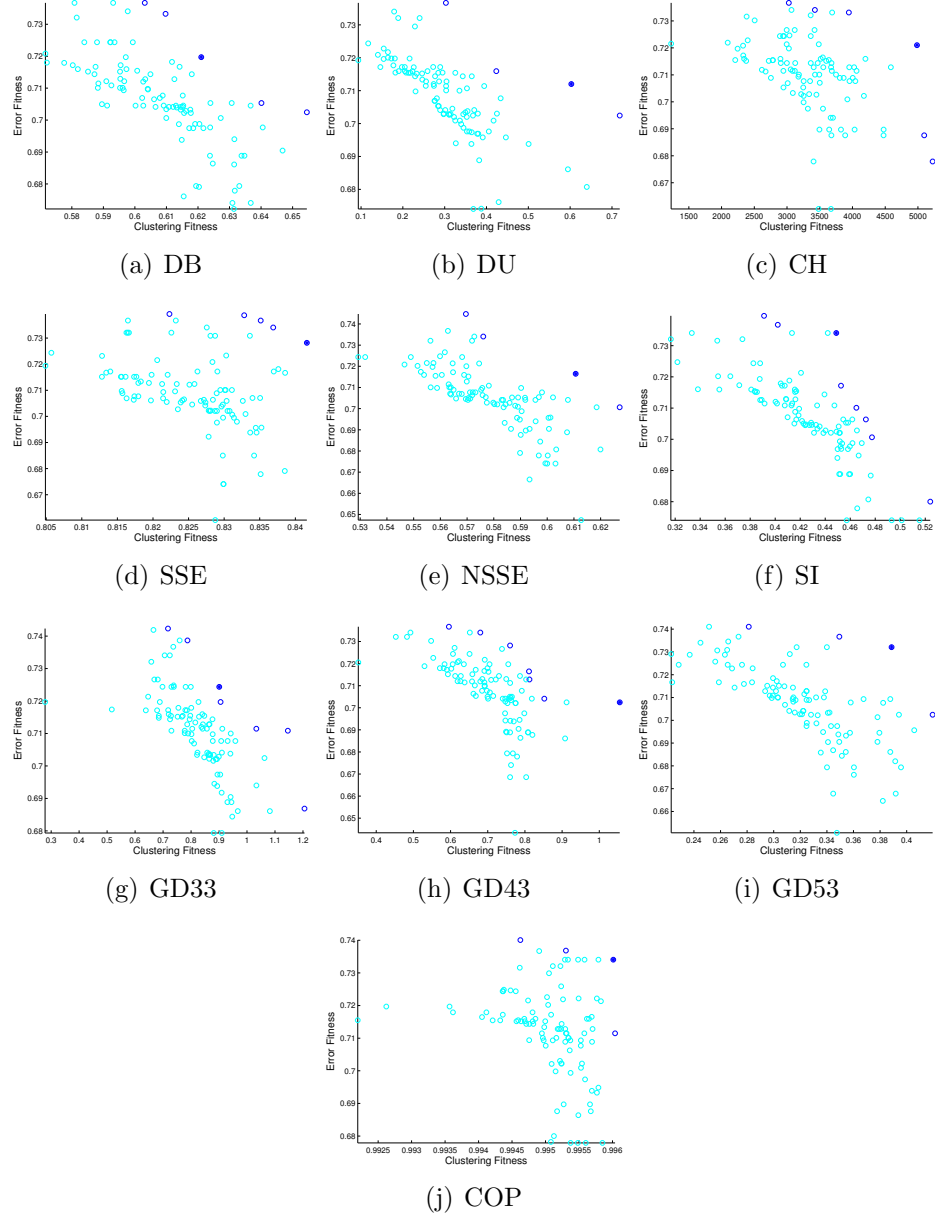 0.73
0.72
0.71
0.7
0.69
0.68
Error Fitness
0.58 0.59 0.6 0.61 0.62 0.63 0.64 0.65
Clustering Fitness
(a) DB
0.73
0.72
0.71
0.7
0.69
0.68
Error Fitness
0.1 0.2 0.3 0.4 0.5 0.6 0.7
Clustering Fitness
(b) DU
0.73
0.72
0.71
0.7
0.69
0.68
0.67
Error Fitness
1500 2000 2500 3000 3500 4000 4500 5000
Clustering Fitness
(c) CH
0.73
0.72
0.71
0.7
0.69
0.68
0.67
Error Fitness
0.805 0.81 0.815 0.82 0.825 0.83 0.835 0.84
Clustering Fitness
(d) SSE
0.74
0.73
0.72
0.71
0.7
0.69
0.68
0.67
0.66
0.65
Error Fitness
0.53 0.54 0.55 0.56 0.57 0.58 0.59 0.6 0.61 0.62
Clustering Fitness
(e) NSSE
0.73
0.72
0.71
0.7
0.69
0.68
Error Fitness
0.32 0.34 0.36 0.38 0.4 0.42 0.44 0.46 0.48 0.5 0.52
Clustering Fitness
(f) SI
0.74
0.73
0.72
0.71
0.7
0.69
0.68
Error Fitness
0.3 0.4 0.5 0.6 0.7 0.8 0.9 1 1.1 1.2
Clustering Fitness
(g) GD33
0.73
0.72
0.71
0.7
0.69
0.68
0.67
0.66
0.65
Error Fitness
0.4 0.5 0.6 0.7 0.8 0.9 1
Clustering Fitness
(h) GD43
0.74
0.73
0.72
0.71
0.7
0.69
0.68
0.67
0.66
Error Fitness
0.24 0.26 0.28 0.3 0.32 0.34 0.36 0.38 0.4
Clustering Fitness
(i) GD53
0.74
0.73
0.72
0.71
0.7
0.69
0.68
Error Fitness
0.9925 0.993 0.9935 0.994 0.9945 0.995 0.9955 0.996
Clustering Fitness
(j) COP